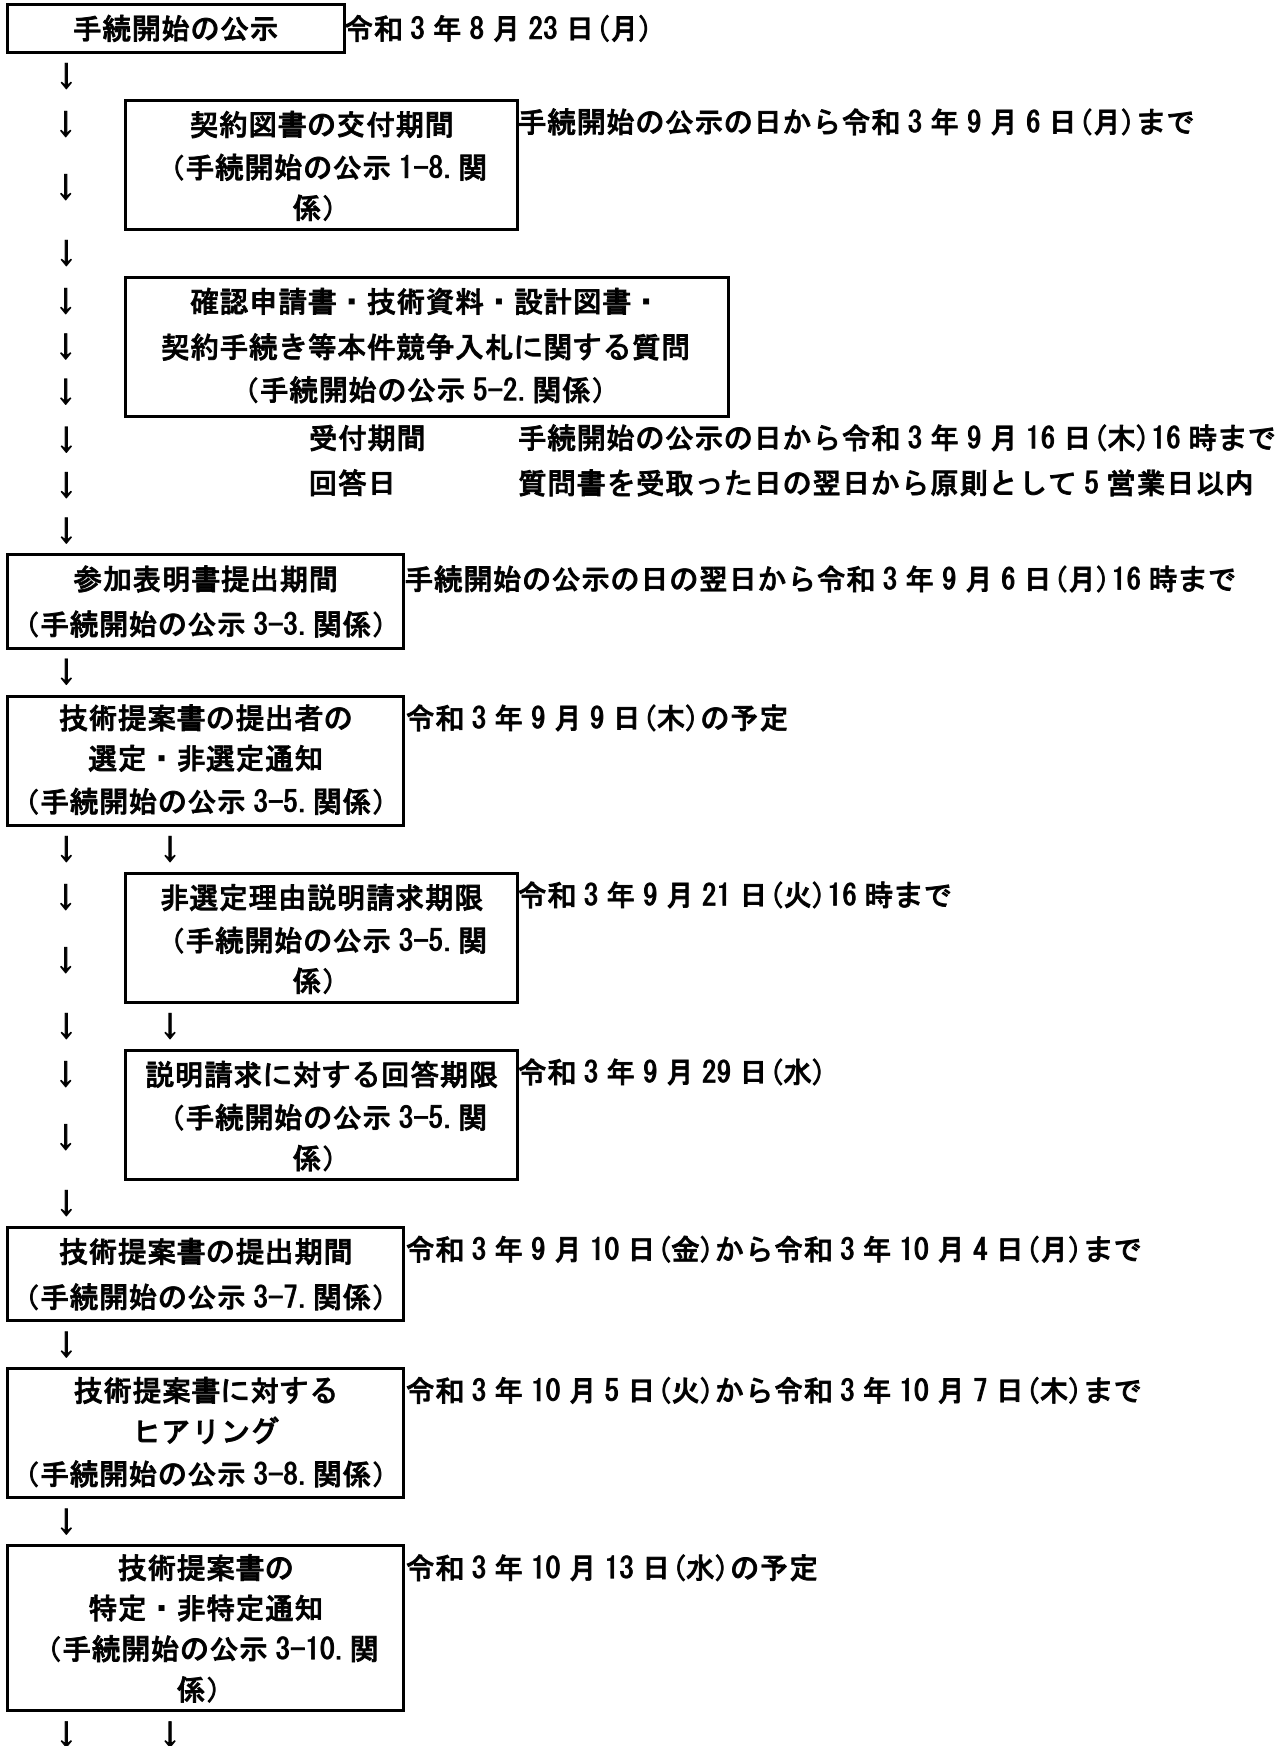 手続開始の公示 令和3年8月23日(月)
↓
↓ 契約図書の交付期間 手続開始の公示の日から令和3年9月6日(月)まで
(手続開始の公示1-8.関
↓
係)
↓
↓ 確認申請書・技術資料・設計図書・
↓ 契約手続き等本件競争入札に関する質問
↓ (手続開始の公示5-2.関係)
↓ 受付期間 手続開始の公示の日から令和3年9月16日(木)16時まで
↓ 回答日 質問書を受取った日の翌日から原則として5営業日以内
↓
参加表明書提出期間 手続開始の公示の日の翌日から令和3年9月6日(月)16時まで
(手続開始の公示3-3.関係)
↓
技術提案書の提出者の 令和3年9月9日(木)の予定
選定・非選定通知
(手続開始の公示3-5.関係)
↓ ↓
↓ 非選定理由説明請求期限 令和3年9月21日(火)16時まで
(手続開始の公示3-5.関
↓
係)
↓ ↓
↓ 説明請求に対する回答期限 令和3年9月29日(水)
(手続開始の公示3-5.関
↓
係)
↓
技術提案書の提出期間 令和3年9月10日(金)から令和3年10月4日(月)まで
(手続開始の公示3-7.関係)
↓
技術提案書に対する 令和3年10月5日(火)から令和3年10月7日(木)まで
ヒアリング
(手続開始の公示3-8.関係)
↓
技術提案書の 令和3年10月13日(水)の予定
特定・非特定通知
(手続開始の公示3-10.関
係)
↓ ↓